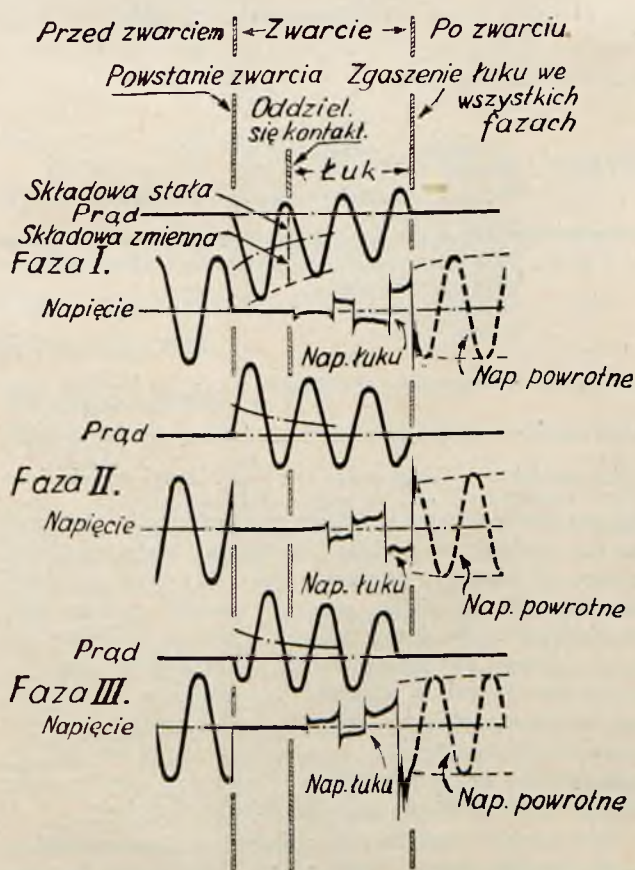 Przed zwarciem
Zwarcie
Po zwarciu
Powstanie zwarcia
Zgaszenie łuku we
wszystkich
fazach
Oddziel.
się kontakt.
Łuk
Składowa stała
Prąd
Składowa zmienna
Faza I.
Napięcie
Nap. łuku
Nap. powrotne
Prąd
Faza II.
Napięcie
Nap. łuku
Nap. powrotne
Prąd
Faza III.
Napięcie
Nap. łuku
Nap. powrotne